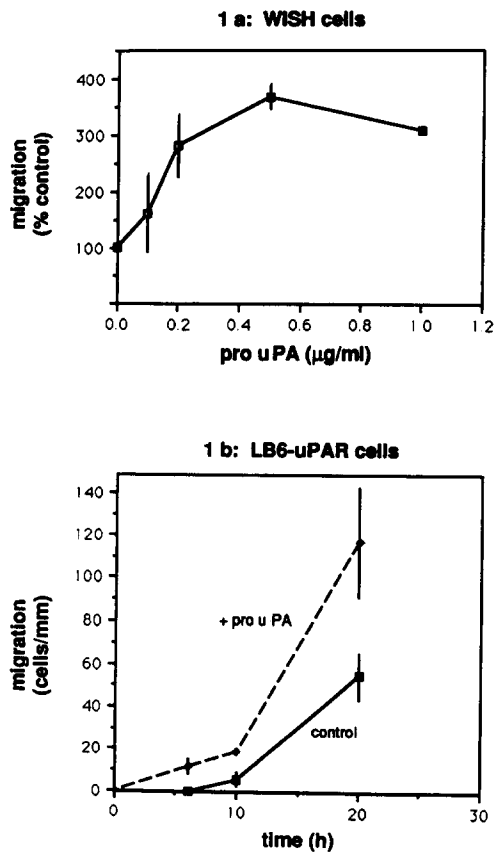 1 a: WISH cells
migration
(% control)
400
300
200
100
0.0 0.2 0.4 0.6 0.8 1.0 1.2
pro uPA (µg/ml)
1 b: LB6-uPAR cells
migration
(cells/mm)
140
120
100
80
60
40
20
0
+ pro u PA
control
0 10 20 30
time (h)